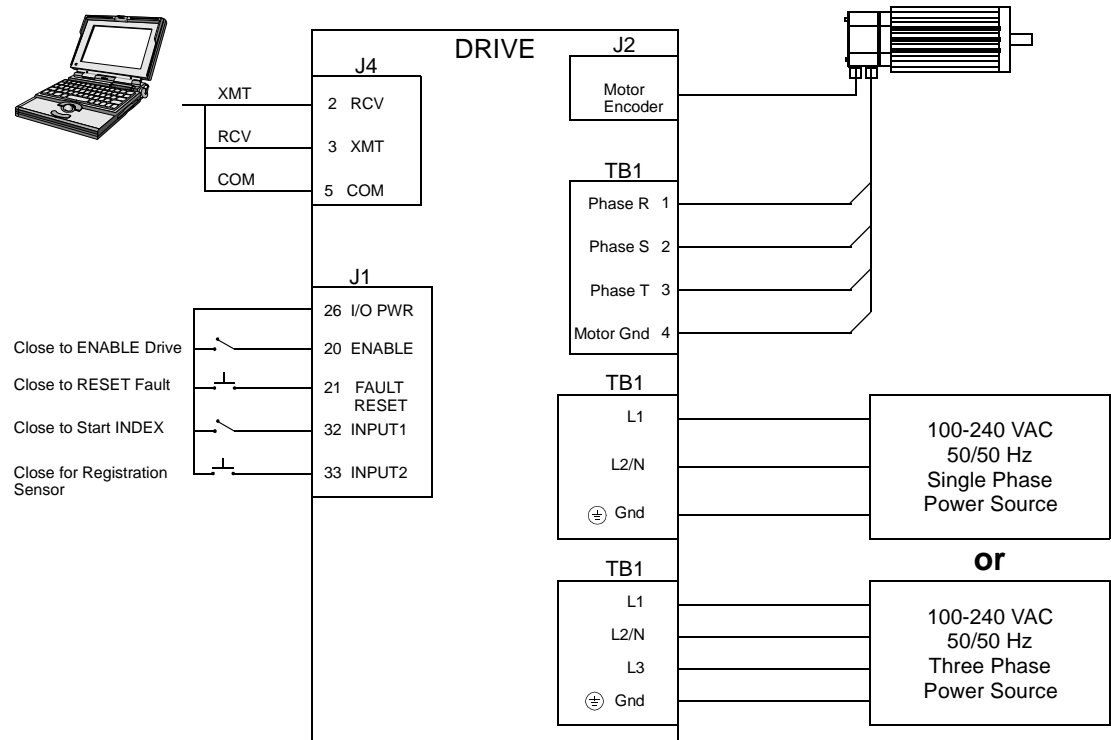 DRIVE
J4
XMT
2 RCV
RCV
3 XMT
COM
5 COM
J1
26 I/O PWR
Close to ENABLE Drive
20 ENABLE
Close to RESET Fault
21 FAULT
RESET
Close to Start INDEX
32 INPUT1
Close for Registration
Sensor
33 INPUT2
J2
Motor
Encoder
TB1
Phase R 1
Phase S 2
Phase T 3
Motor Gnd 4
TB1
L1
L2/N
Gnd
100-240 VAC
50/50 Hz
Single Phase
Power Source
or
TB1
L1
L2/N
L3
Gnd
100-240 VAC
50/50 Hz
Three Phase
Power Source